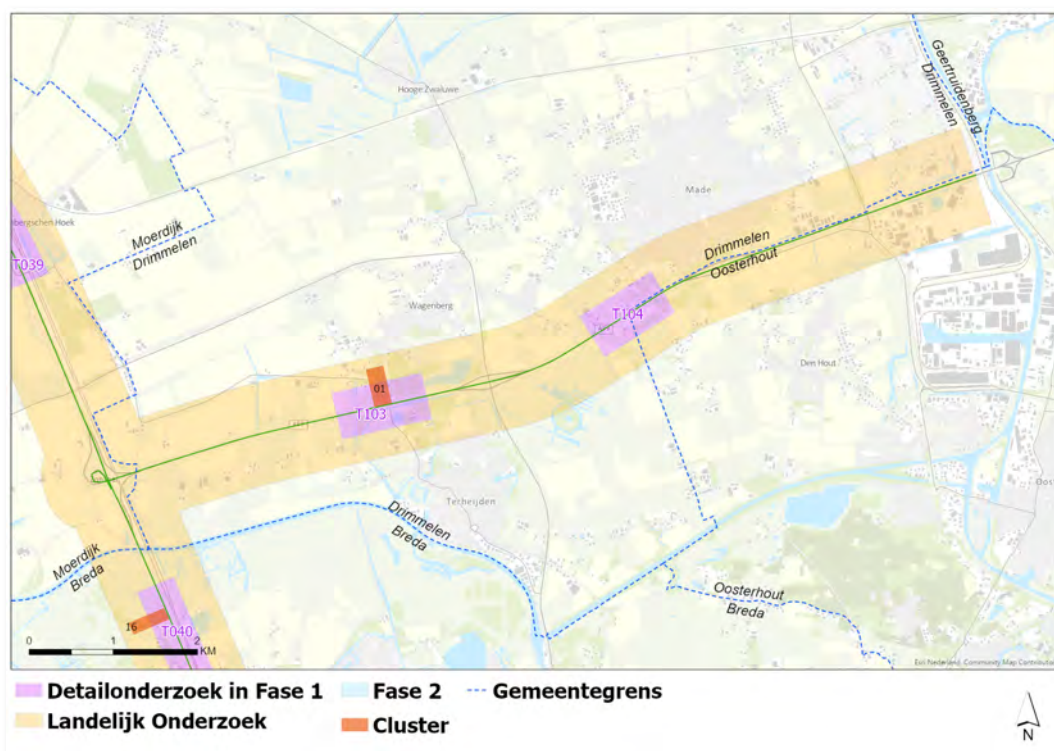 Geertruidenberg
Drimmelen
Hooge Zwaluwe
Made
Moerdijk
Drimmelen
T039
Drimmelen
Oosterhout
Wagenberg
T104
Den Hout
01
T103
Terheijden
Drimmelen
Breda
Moerdijk
Breda
Oosterhout
Breda
16
T040
0 1 2
KM
Esri Nederland, Community Map Contributors
Detailonderzoek in Fase 1 Fase 2 Gemeentegrens
Landelijk Onderzoek Cluster
N